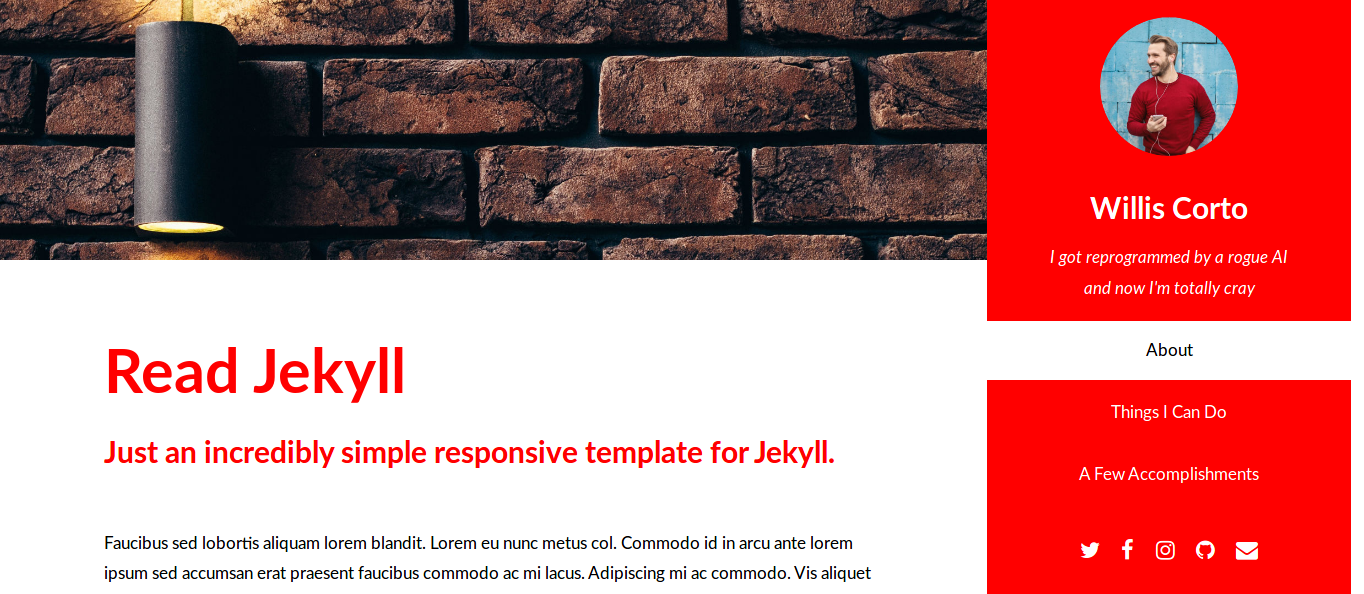 Read Jekyll
Just an incredibly simple responsive template for Jekyll.
Faucibus sed lobortis aliquam lorem blandit. Lorem eu nunc metus col. Commodo id in arcu ante lorem
ipsum sed accumsan erat praesent faucibus commodo ac mi lacus. Adipiscing mi ac commodo. Vis aliquet
Willis Corto
I got reprogrammed by a rogue AI
and now I'm totally cray
About
Things I Can Do
A Few Accomplishments